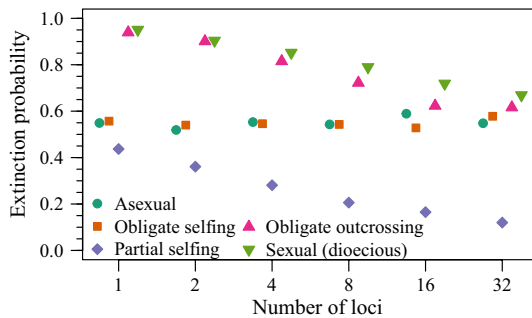 Extinction probability
1.0
0.8
0.6
0.4
0.2
0.0
Asexual
Obligate selfing
Obligate outcrossing
Partial selfing
Sexual (dioecious)
1 2 4 8 16 32
Number of loci